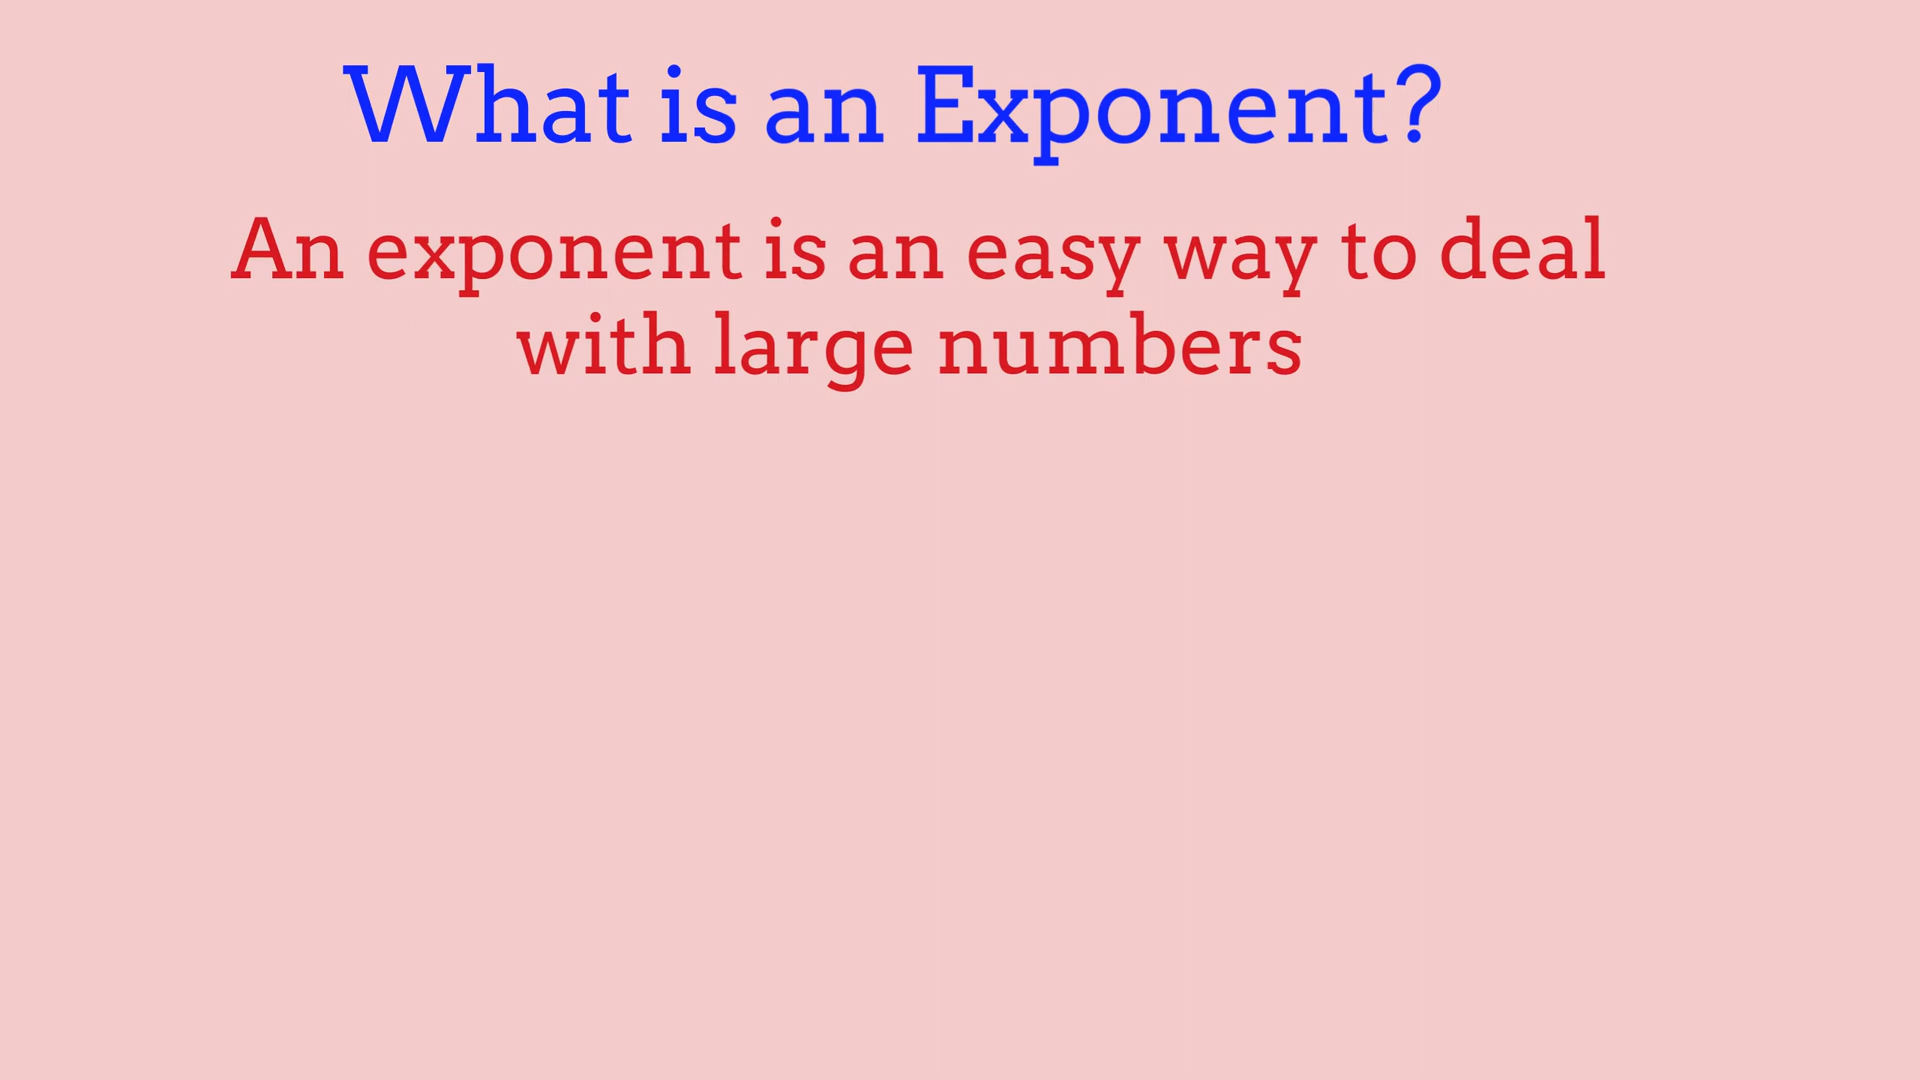 What is an Exponent?
An exponent is an easy way to deal
with large numbers